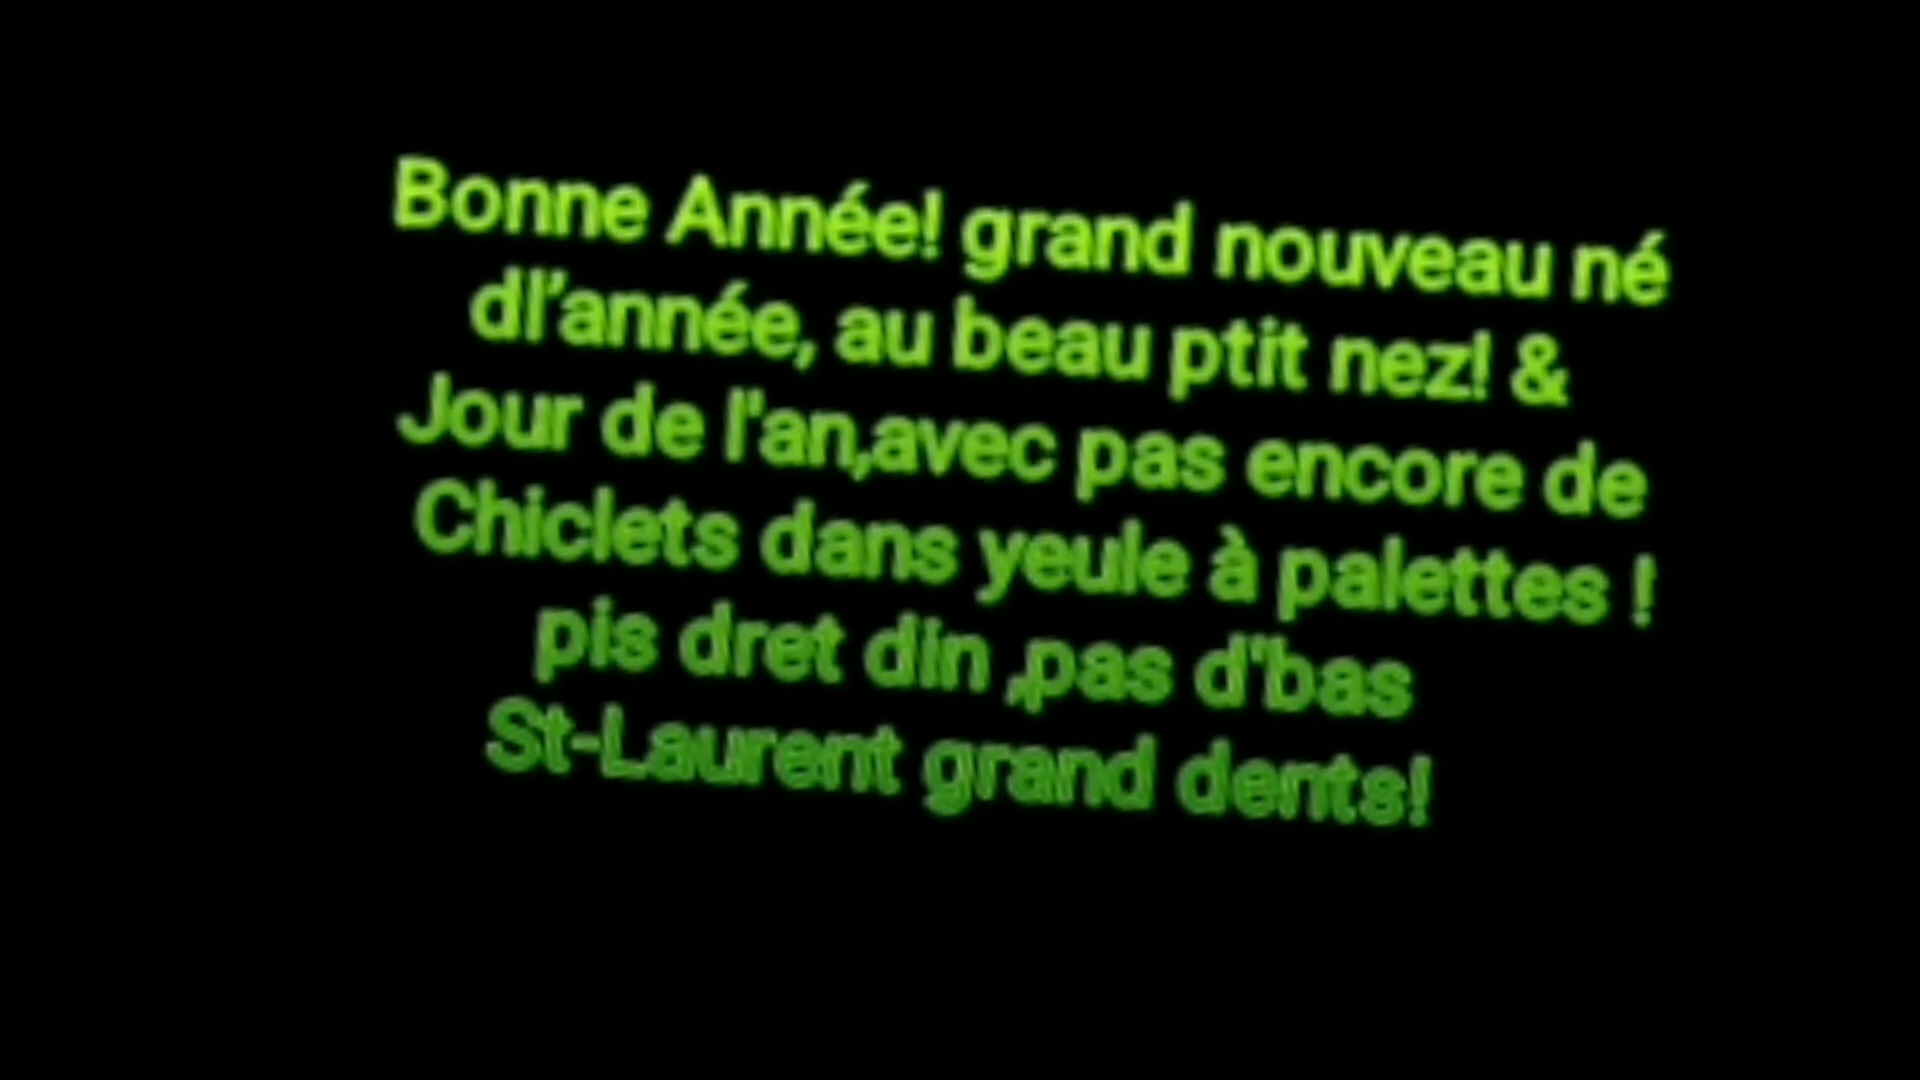 Bonne Année! grand nouveau né
dl’année, au beau ptit nez! &
Jour de l'an,avec pas encore de
Chiclets dans yeule à palettes !
pis dret din ,pas d'bas
St-Laurent grand dents!